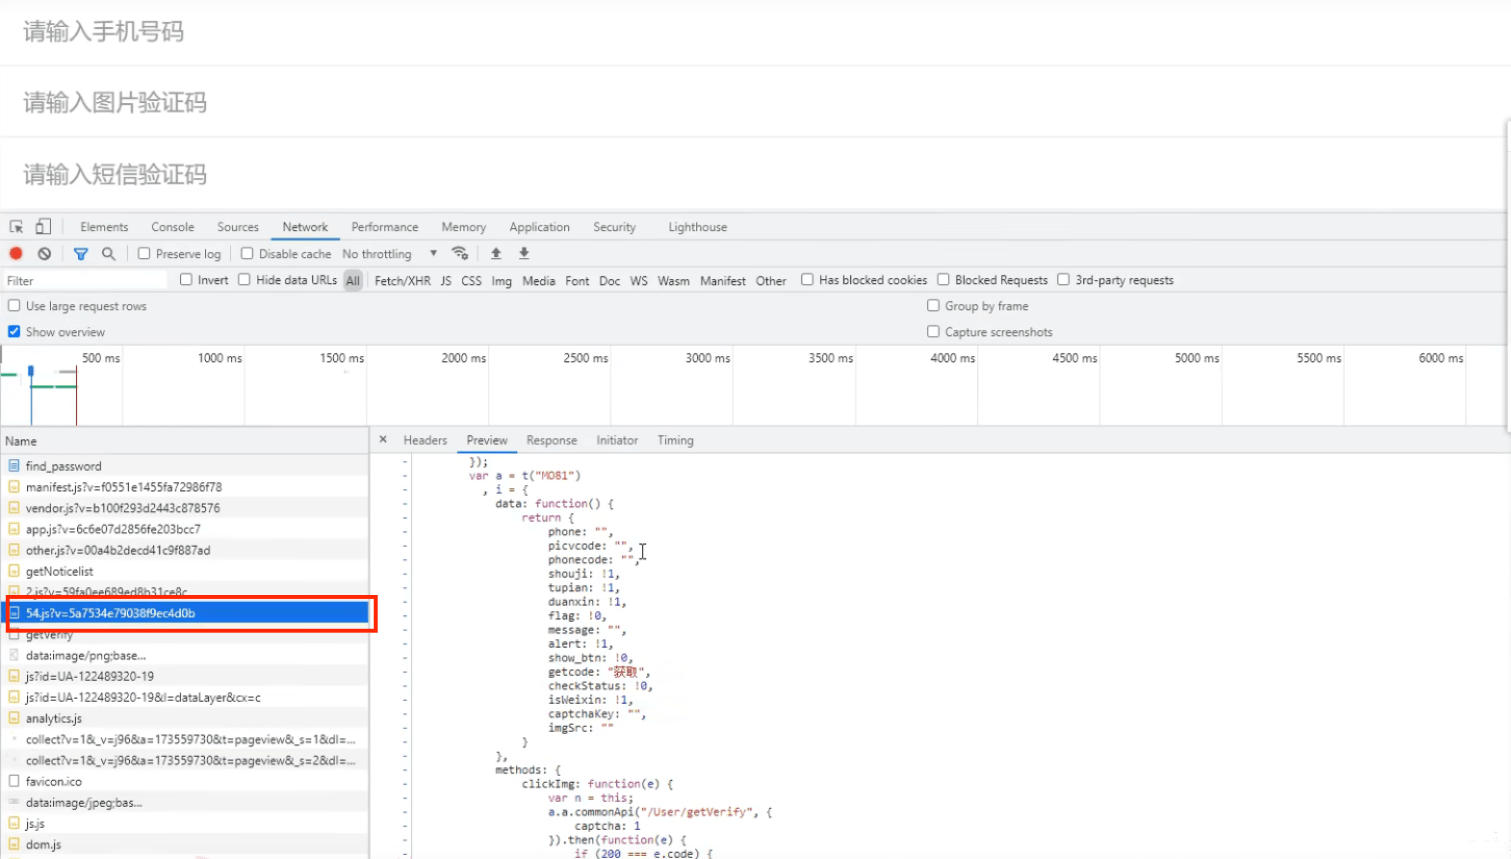 请输入手机号码
请输入图片验证码
请输入短信验证码
Elements Console Sources Network Performance Memory Application Security Lighthouse
Preserve log Disable cache No throttling
Filter Invert Hide data URLs All Fetch/XHR JS CSS Img Media Font Doc WS Wasm Manifest Other Has blocked cookies Blocked Requests 3rd-party requests
Use large request rows Group by frame
Show overview Capture screenshots
500 ms 1000 ms 1500 ms 2000 ms 2500 ms 3000 ms 3500 ms 4000 ms 4500 ms 5000 ms 5500 ms 6000 ms
Name
find_password
manifest.js?v=f0551e1455fa72986f78
vendor.js?v=b100f293d2443c878576
app.js?v=6c6e07d2856fe203bcc7
other.js?v=00a4b2decd41c9f887ad
getNoticelist
2.js?v=59fa0ee689ed8b31ce8c
54.js?v=5a7534e79038f9ec4d0b
getVerify
data:image/png;base...
js?id=UA-122489320-19
js?id=UA-122489320-19&l=dataLayer&cx=c
analytics.js
collect?v=1&_v=j96&a=173559730&t=pageview&_s=1&dl=...
collect?v=1&_v=j96&a=173559730&t=pageview&_s=2&dl=...
favicon.ico
data:image/jpeg;bas...
js.js
dom.js
× Headers Preview Response Initiator Timing
- });
- var a = t("MO81")
- , i = {
- data: function() {
- return {
- phone: "",
- picvcode: "",
- phonecode: "",
- shouji: !1,
- tupian: !1,
- duanxin: !1,
- flag: !0,
- message: "",
- alert: !1,
- show_btn: !0,
- getcode: "获取",
- checkStatus: !0,
- isWeixin: !1,
- captchaKey: "",
- imgSrc: ""
- }
- },
- methods: {
- clickImg: function(e) {
- var n = this;
- a.a.commonApi("/User/getVerify", {
- captcha: 1
- }).then(function(e) {
- if (200 === e.code) {